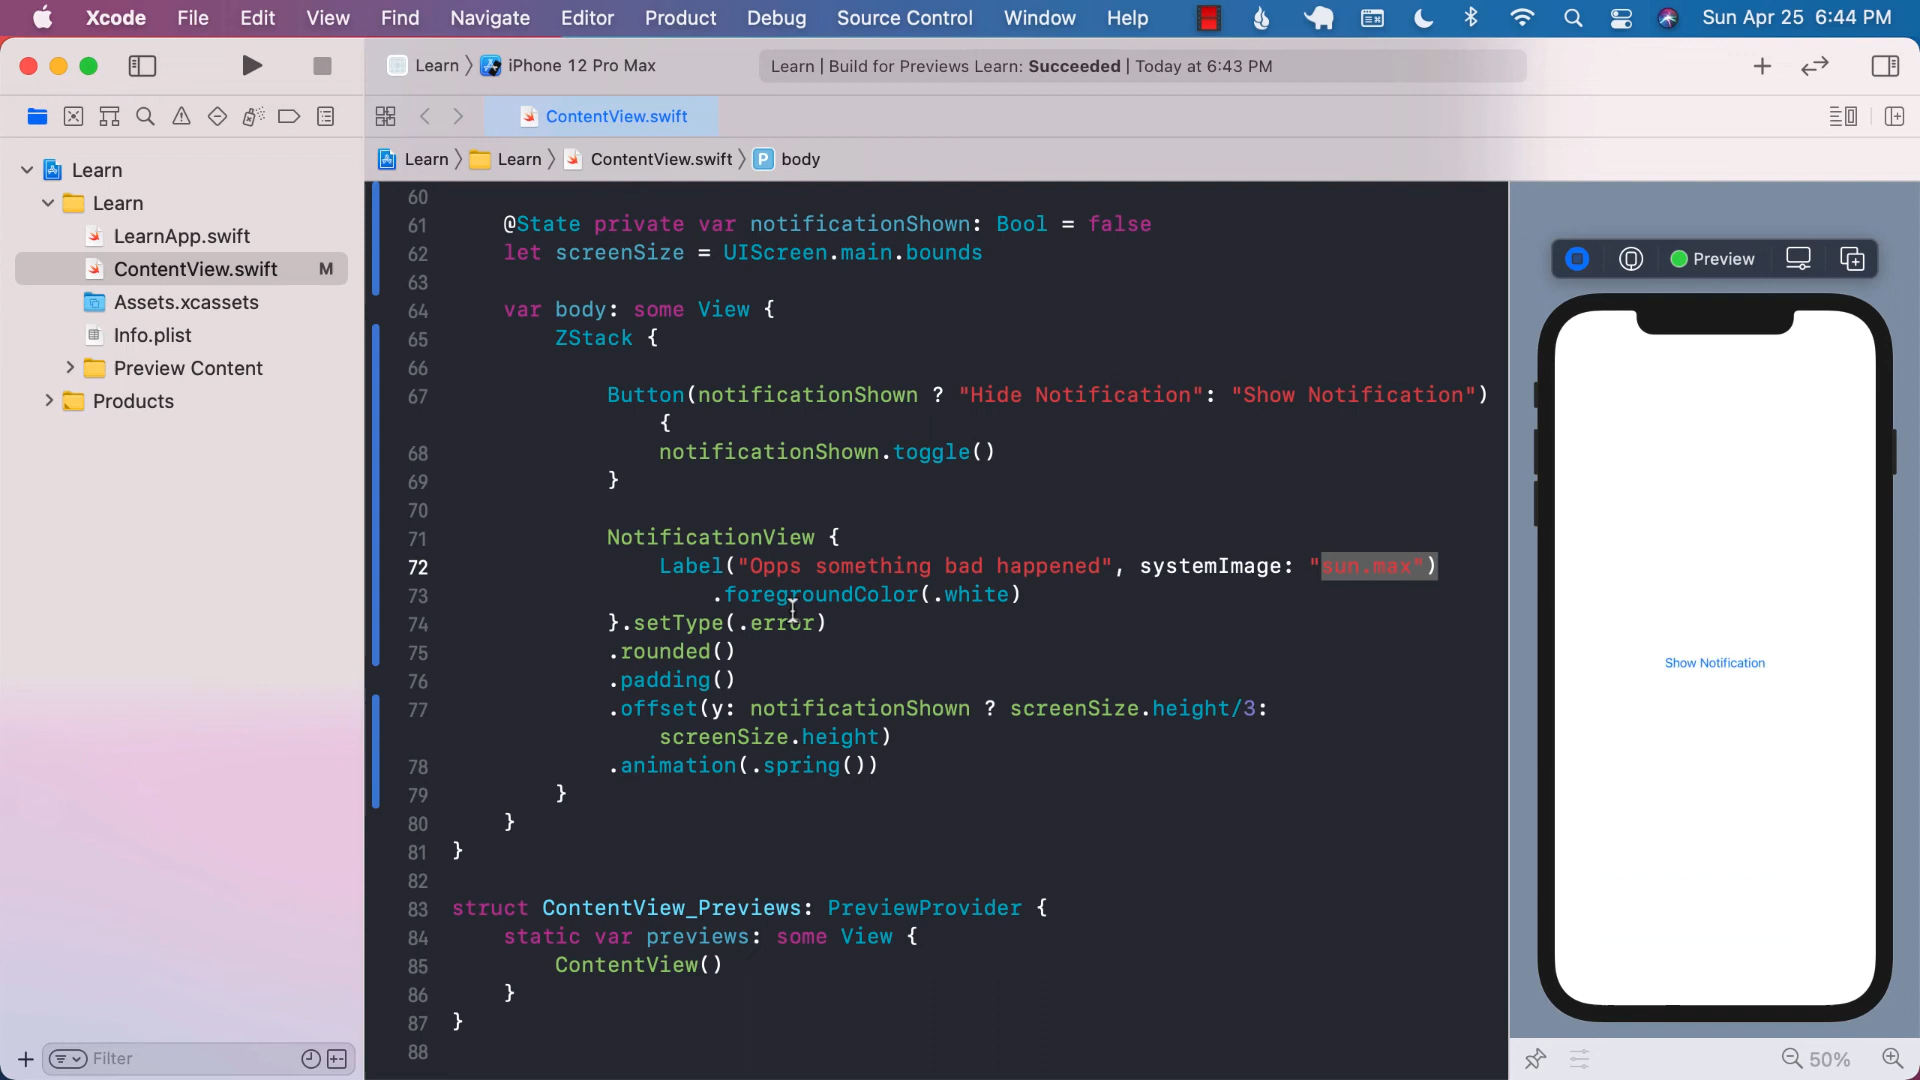 Xcode File Edit View Find Navigate Editor Product Debug Source Control Window Help Sun Apr 25 6:44 PM
Learn iPhone 12 Pro Max Learn | Build for Previews Learn: Succeeded | Today at 6:43 PM
ContentView.swift
Learn Learn ContentView.swift P body
Learn
Learn
LearnApp.swift
ContentView.swift M
Assets.xcassets
Info.plist
Preview Content
Products
Filter
60
61 @State private var notificationShown: Bool = false
62 let screenSize = UIScreen.main.bounds
63
64 var body: some View {
65 ZStack {
66
67 Button(notificationShown ? "Hide Notification": "Show Notification")
{
68 notificationShown.toggle()
69 }
70
71 NotificationView {
72 Label("Opps something bad happened", systemImage: "sun.max")
73 .foregroundColor(.white)
74 }.setType(.error)
75 .rounded()
76 .padding()
77 .offset(y: notificationShown ? screenSize.height/3:
screenSize.height)
78 .animation(.spring())
79 }
80 }
81 }
82
83 struct ContentView_Previews: PreviewProvider {
84 static var previews: some View {
85 ContentView()
86 }
87 }
88
Preview
Show Notification
50%